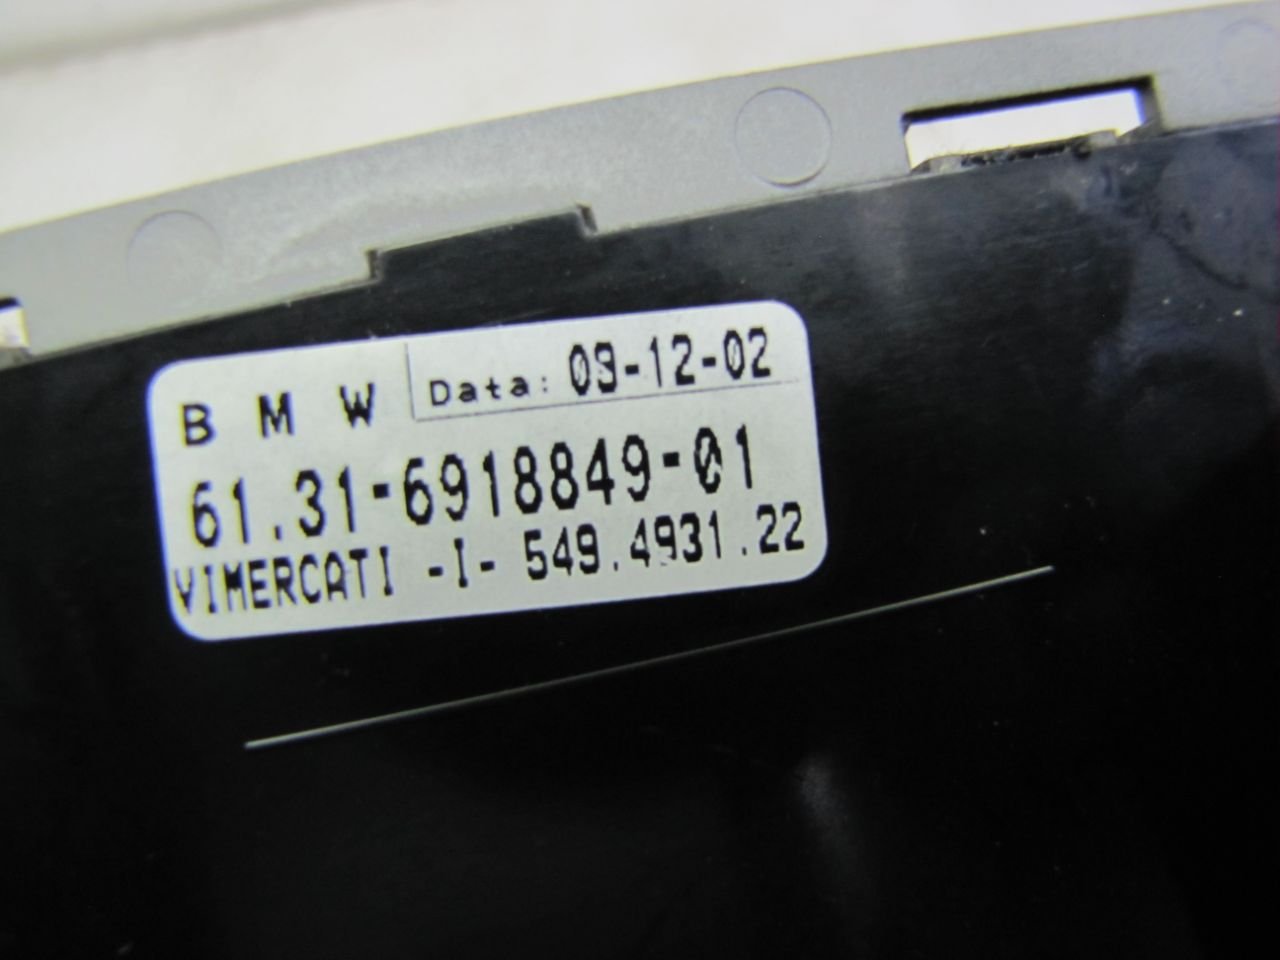 B M W Data: 09-12-02
61.31-6918849-01
VIMERCATI -I- 549.4931.22